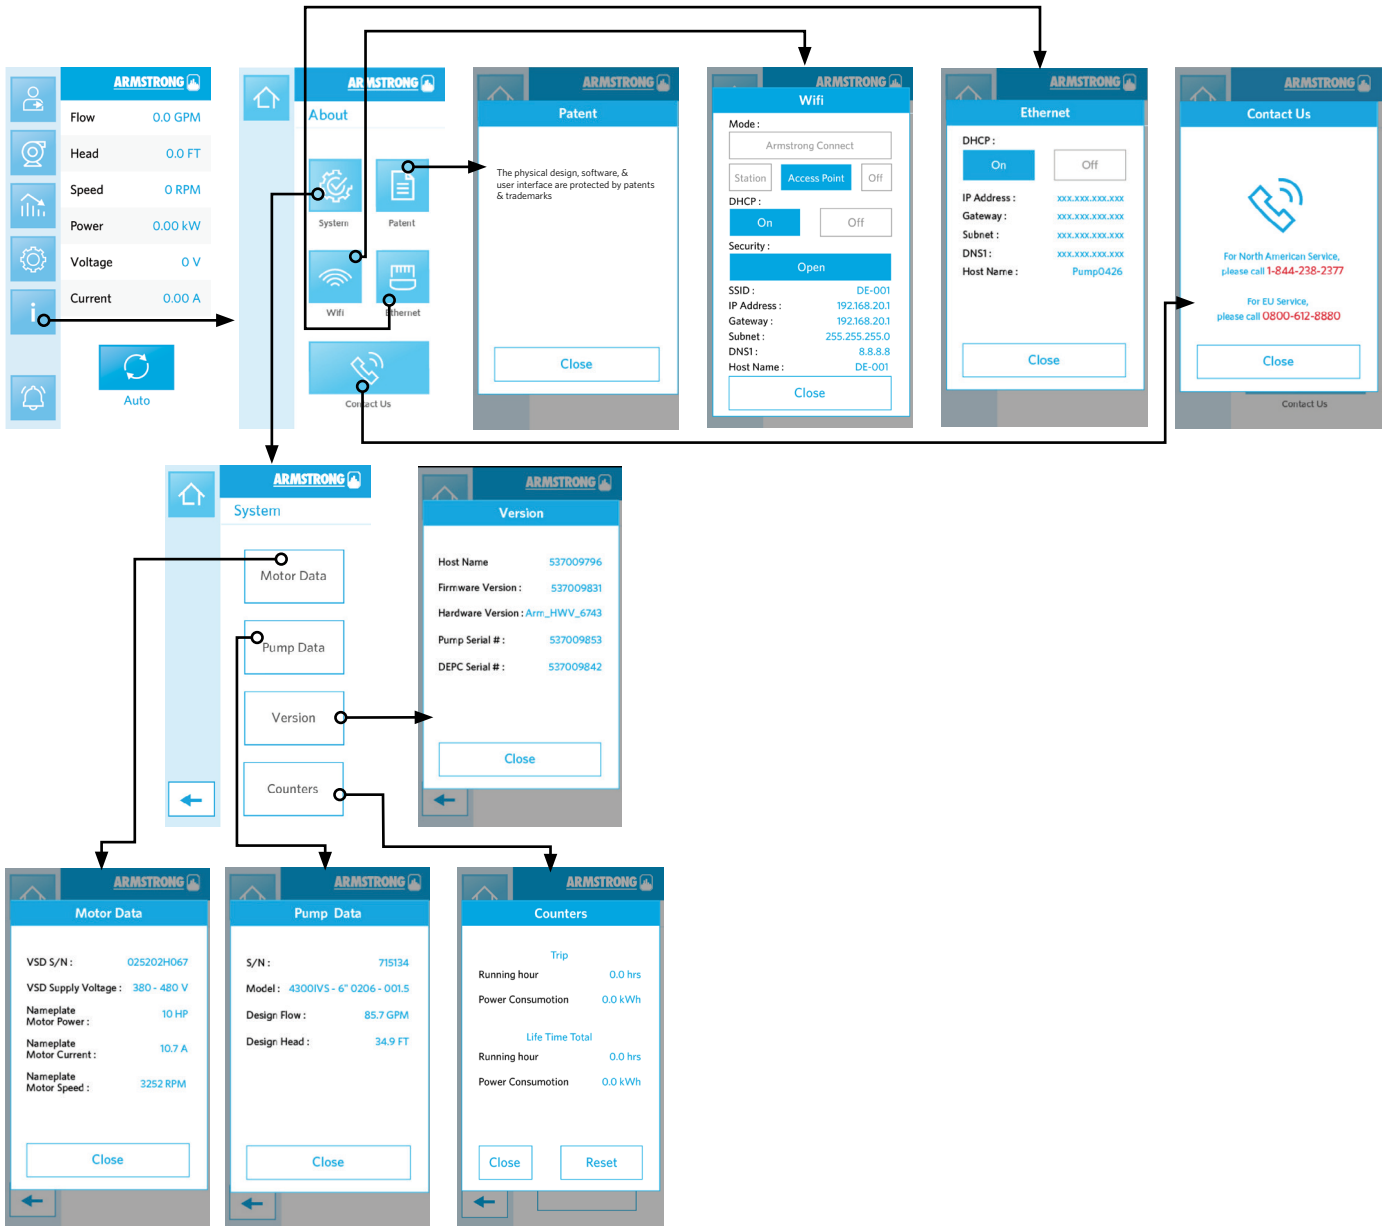 ARMSTRONG
Flow 0.0 GPM
Head 0.0 FT
Speed 0 RPM
Power 0.00 kW
Voltage 0 V
Current 0.00 A
Auto
ARMSTRONG
About
System Patent
Wifi Ethernet
Contact Us
ARMSTRONG
Patent
The physical design, software, &
user interface are protected by patents
& trademarks
Close
ARMSTRONG
Wifi
Mode :
Armstrong Connect
Station Access Point Off
DHCP :
On Off
Security :
Open
SSID : DE-001
IP Address : 192.168.20.1
Gateway : 192.168.20.1
Subnet : 255.255.255.0
DNS1 : 8.8.8.8
Host Name : DE-001
Close
ARMSTRONG
Ethernet
DHCP :
On Off
IP Address : xxx.xxx.xxx.xxx
Gateway : xxx.xxx.xxx.xxx
Subnet : xxx.xxx.xxx.xxx
DNS1 : xxx.xxx.xxx.xxx
Host Name : Pump0426
Close
ARMSTRONG
Contact Us
For North American Service,
please call 1-844-238-2377
For EU Service,
please call 0800-612-8880
Close
Contact Us
ARMSTRONG
System
Motor Data
Pump Data
Version
Counters
ARMSTRONG
Version
Host Name 537009796
Firmware Version : 537009831
Hardware Version : Arm_HWV_6743
Pump Serial # : 537009853
DEPC Serial # : 537009842
Close
ARMSTRONG
Motor Data
VSD S/N : 025202H067
VSD Supply Voltage : 380 - 480 V
Nameplate
Motor Power : 10 HP
Nameplate
Motor Current : 10.7 A
Nameplate
Motor Speed : 3252 RPM
Close
ARMSTRONG
Pump Data
S/N : 715134
Model : 4300IVS - 6" 0206 - 001.5
Design Flow : 85.7 GPM
Design Head : 34.9 FT
Close
ARMSTRONG
Counters
Trip
Running hour 0.0 hrs
Power Consumotion 0.0 kWh
Life Time Total
Running hour 0.0 hrs
Power Consumotion 0.0 kWh
Close Reset